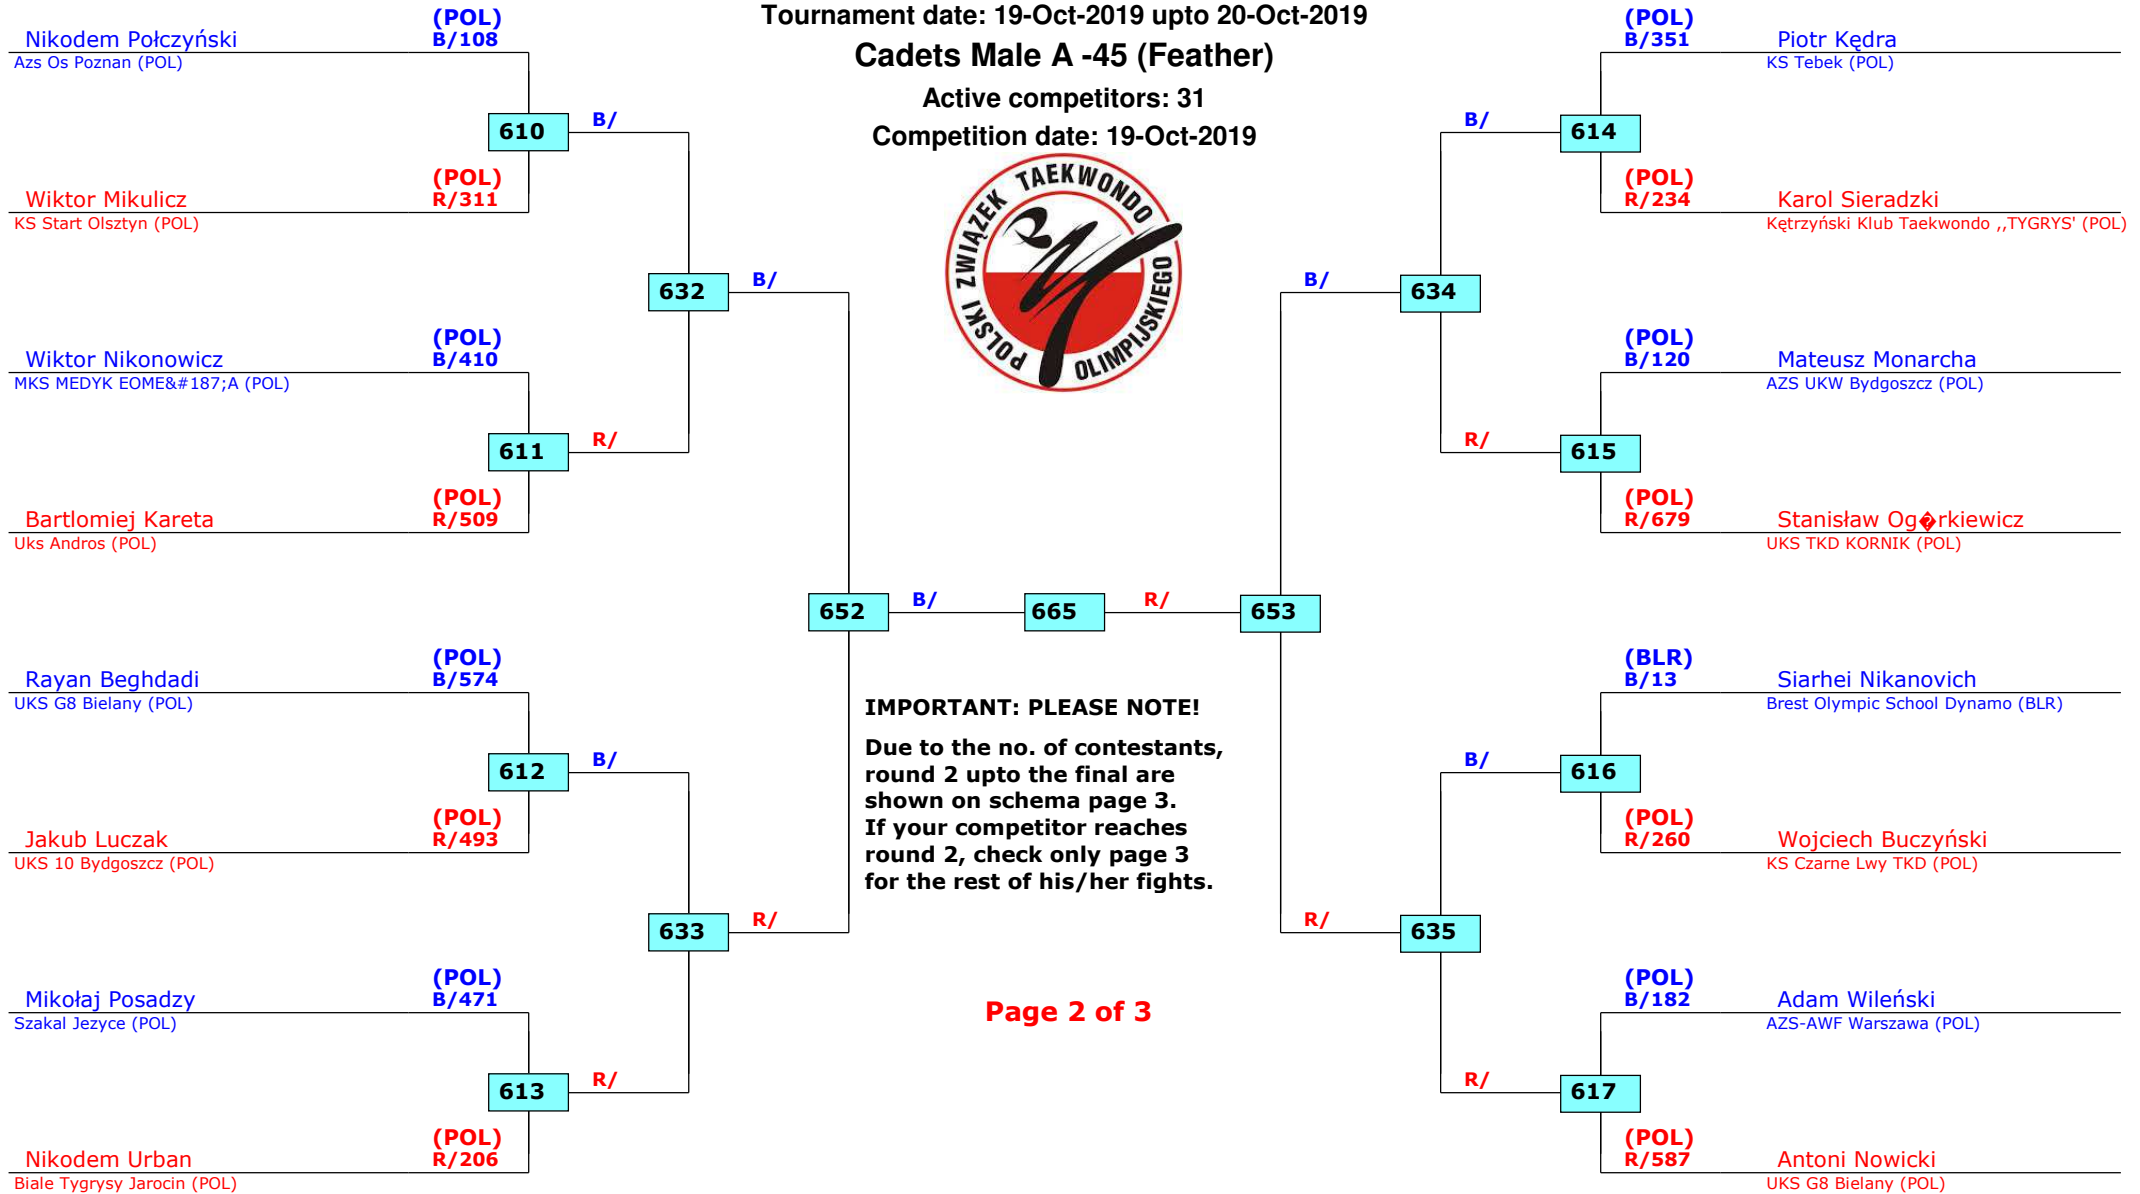 Tournament date: 19-Oct-2019 upto 20-Oct-2019
Cadets Male A -45 (Feather)
Active competitors: 31
Competition date: 19-Oct-2019
POLSKI ZWIĄZEK TAEKWONDO OLIMPIJSKIEGO
(POL)
Nikodem Połczyński B/108
Azs Os Poznan (POL)
610 B/
(POL)
Wiktor Mikulicz R/311
KS Start Olsztyn (POL)
632 B/
(POL)
Wiktor Nikonowicz B/410
MKS MEDYK EOME&#187;A (POL)
611 R/
(POL)
Bartlomiej Kareta R/509
Uks Andros (POL)
652 B/ 665 R/ 653
(POL)
Rayan Beghdadi B/574
UKS G8 Bielany (POL)
612 B/
(POL)
Jakub Luczak R/493
UKS 10 Bydgoszcz (POL)
633 R/
(POL)
Mikołaj Posadzy B/471
Szakal Jezyce (POL)
613 R/
(POL)
Nikodem Urban R/206
Biale Tygrysy Jarocin (POL)
(POL)
B/351 Piotr Kędra
KS Tebek (POL)
B/ 614
(POL)
R/234 Karol Sieradzki
Kętrzyński Klub Taekwondo ,,TYGRYS' (POL)
B/ 634
(POL)
B/120 Mateusz Monarcha
AZS UKW Bydgoszcz (POL)
R/ 615
(POL)
R/679 Stanisław Og�rkiewicz
UKS TKD KORNIK (POL)
(BLR)
B/13 Siarhei Nikanovich
Brest Olympic School Dynamo (BLR)
B/ 616
(POL)
R/260 Wojciech Buczyński
KS Czarne Lwy TKD (POL)
R/ 635
(POL)
B/182 Adam Wileński
AZS-AWF Warszawa (POL)
R/ 617
(POL)
R/587 Antoni Nowicki
UKS G8 Bielany (POL)
IMPORTANT: PLEASE NOTE!
Due to the no. of contestants,
round 2 upto the final are
shown on schema page 3.
If your competitor reaches
round 2, check only page 3
for the rest of his/her fights.
Page 2 of 3